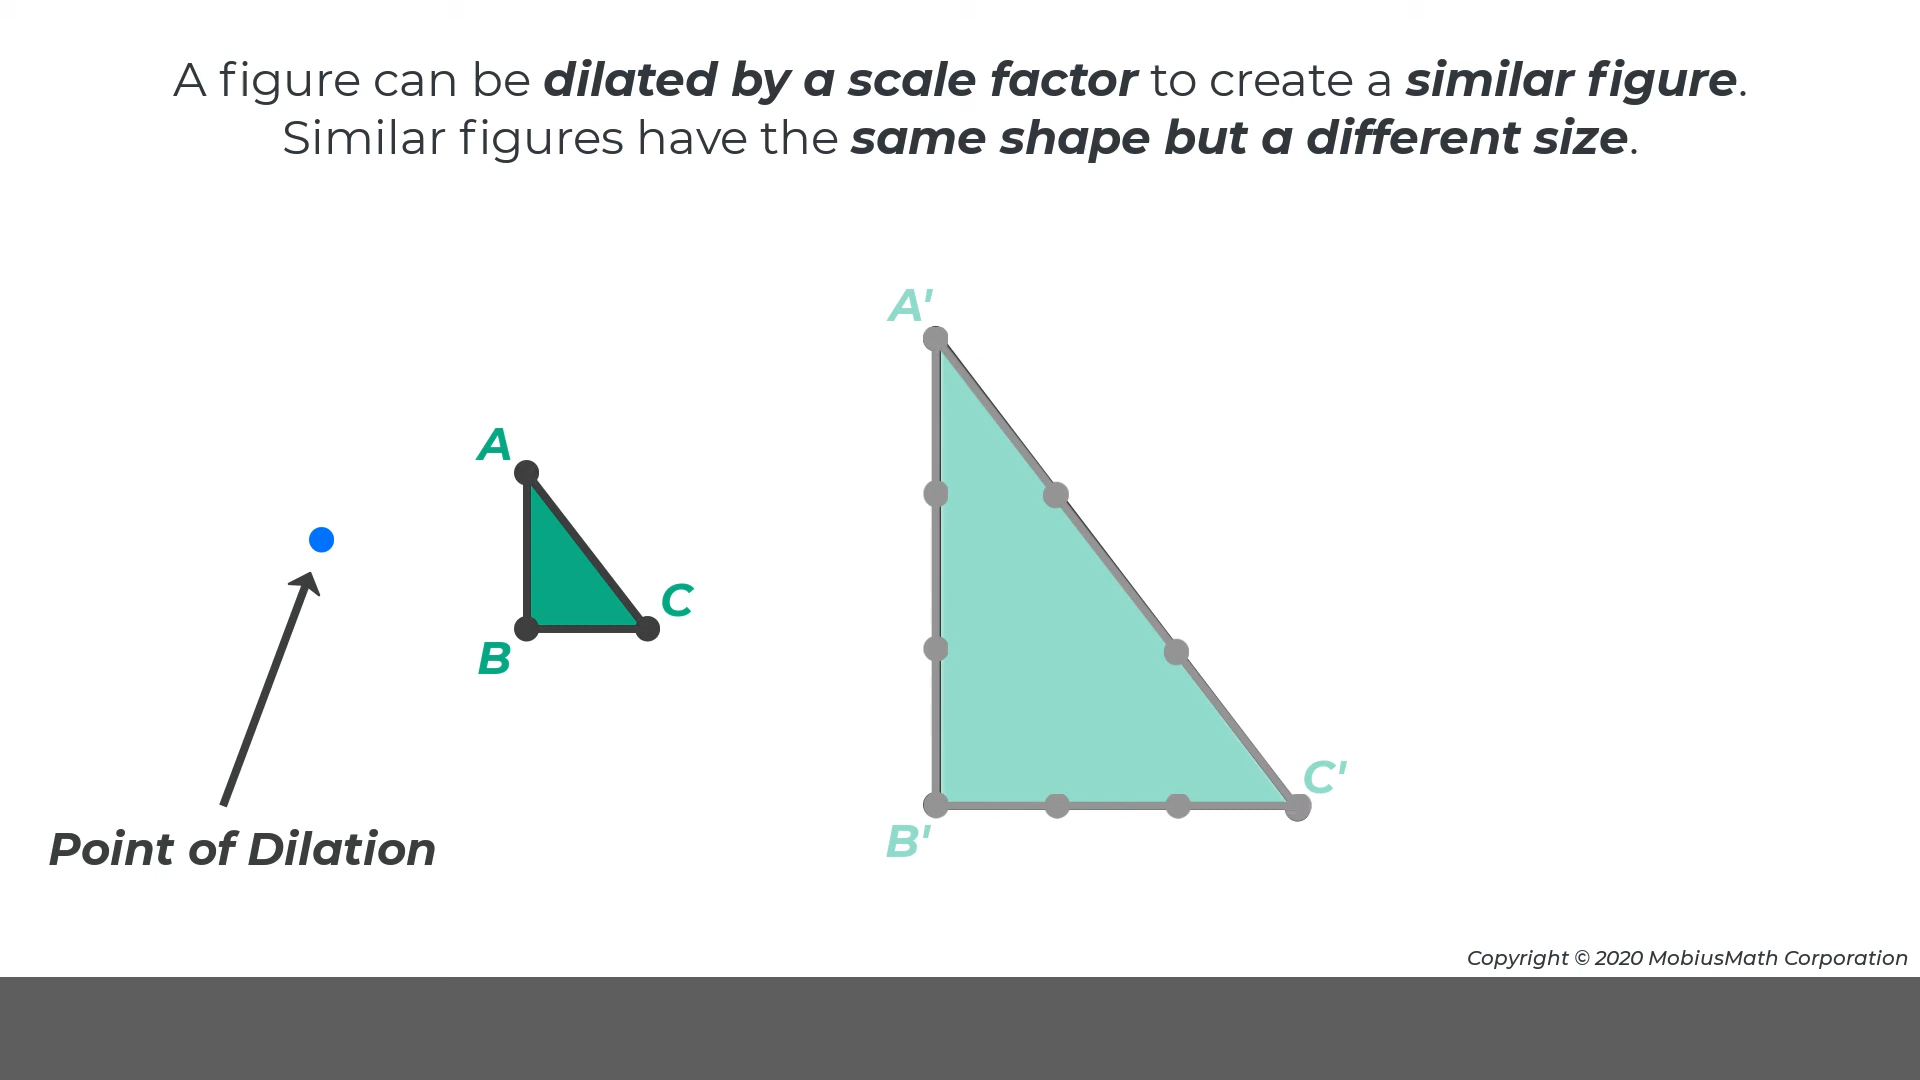 A figure can be dilated by a scale factor to create a similar figure.
Similar figures have the same shape but a different size.
A'
A
C
B
C'
B'
Point of Dilation
Copyright © 2020 MobiusMath Corporation